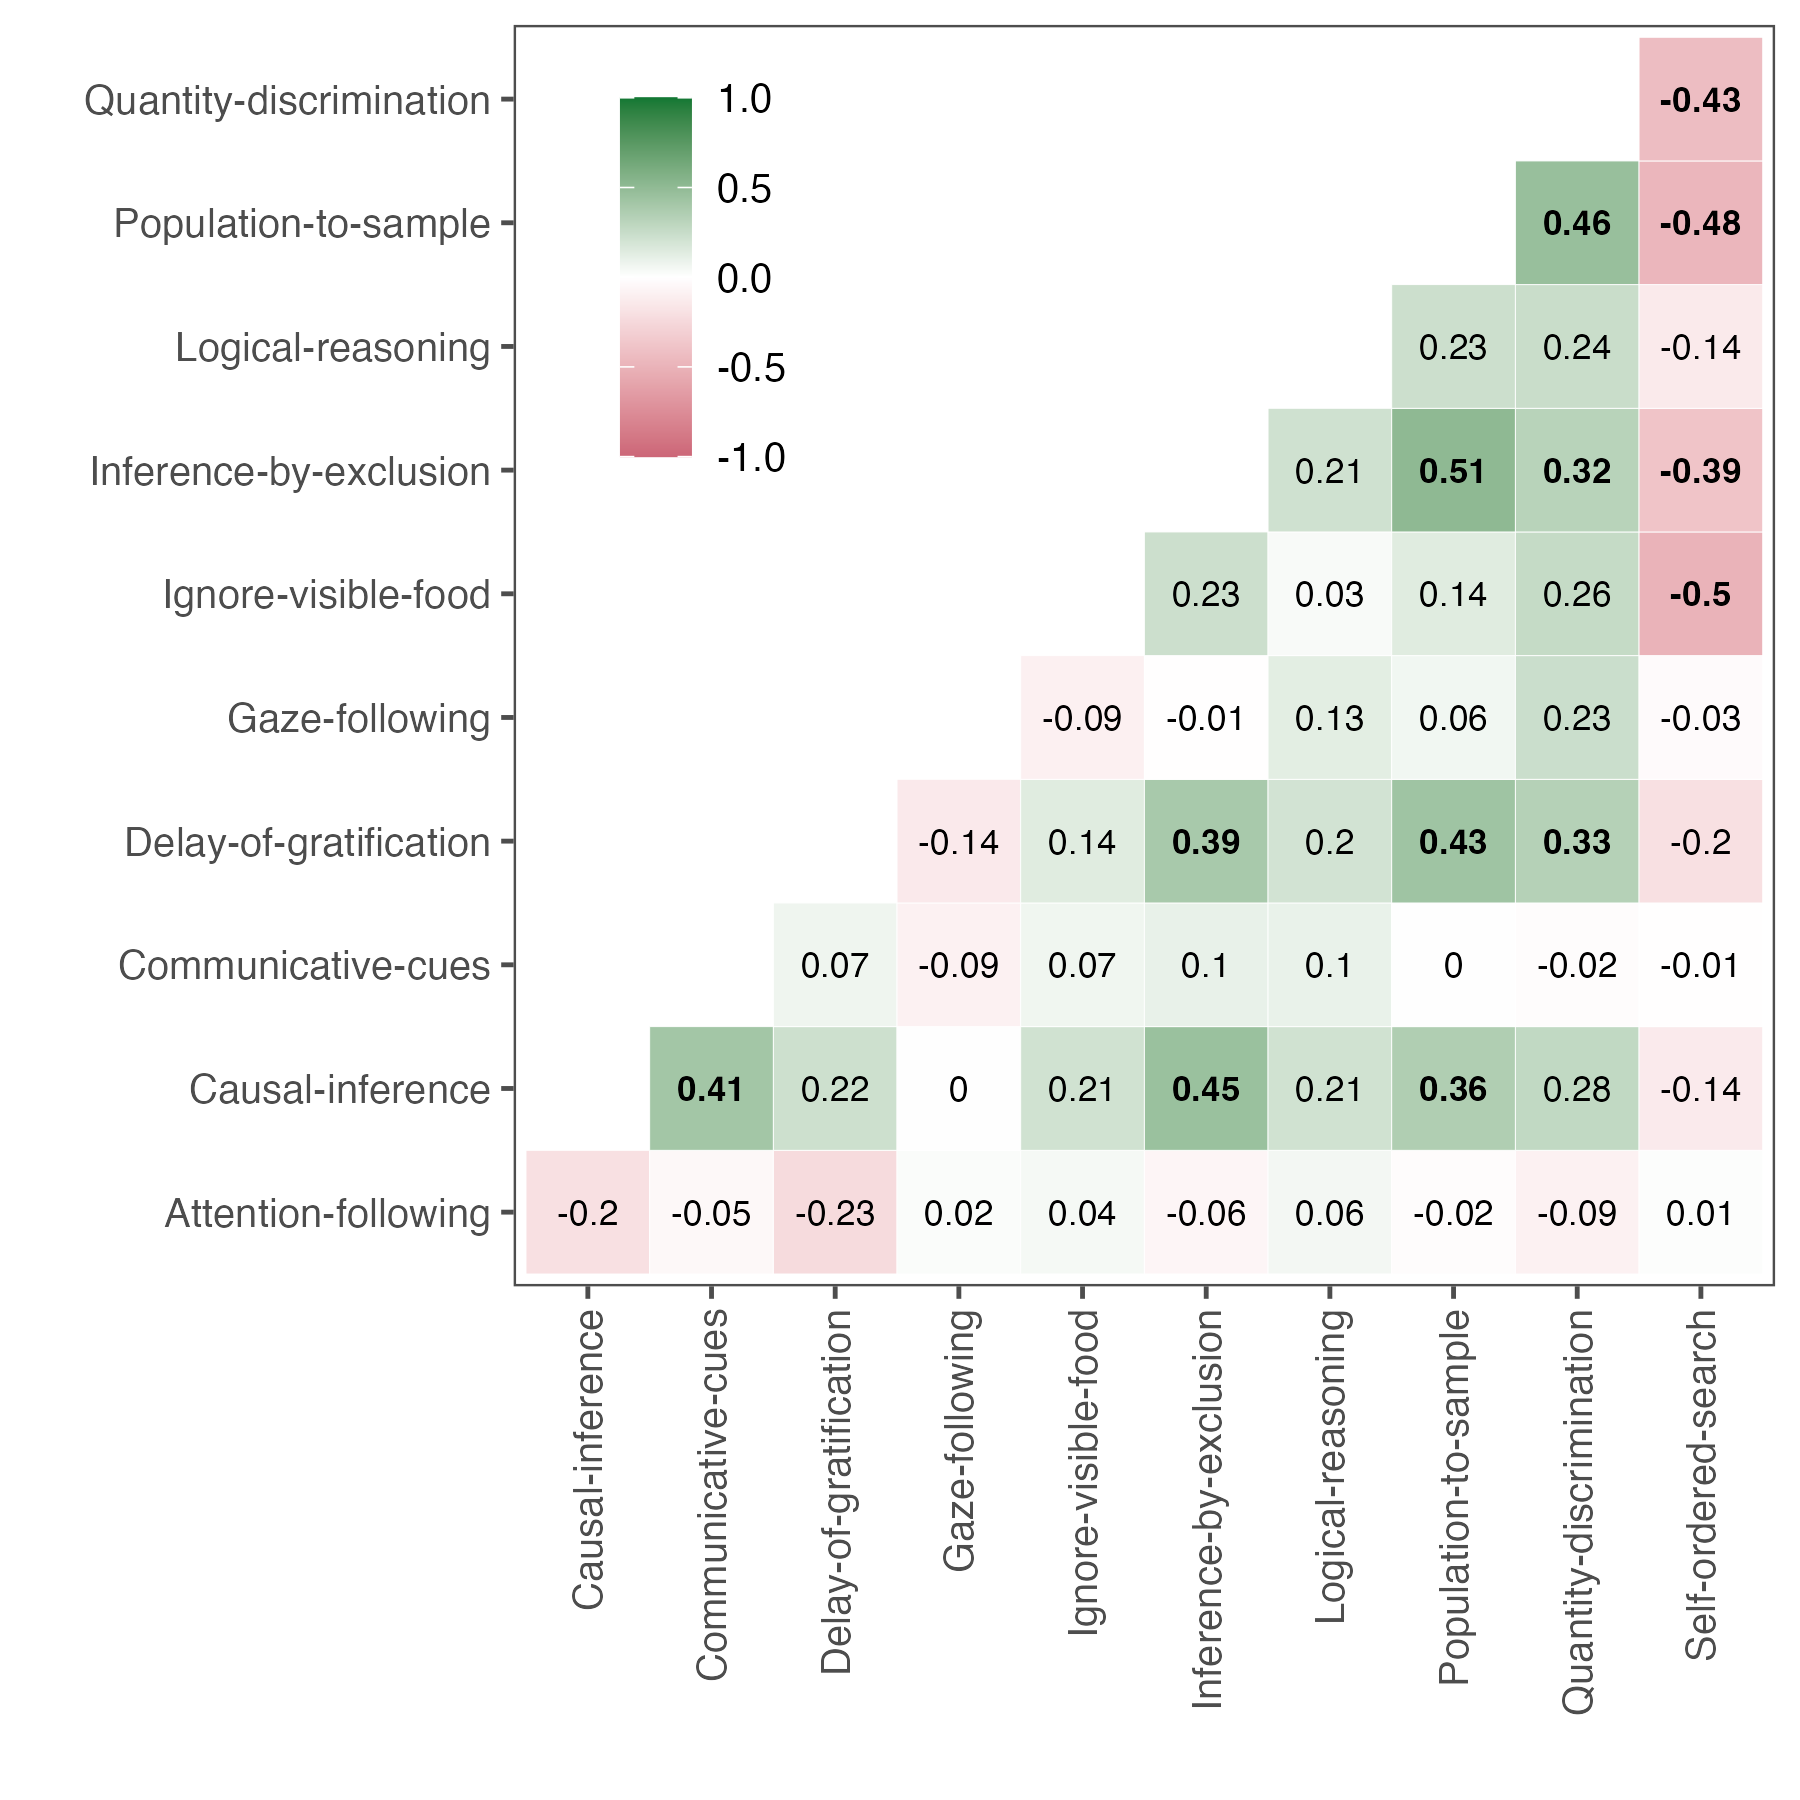 Quantity-discrimination -0.43
Population-to-sample 0.46 -0.48
Logical-reasoning 0.23 0.24 -0.14
Inference-by-exclusion 0.21 0.51 0.32 -0.39
Ignore-visible-food 0.23 0.03 0.14 0.26 -0.5
Gaze-following -0.09 -0.01 0.13 0.06 0.23 -0.03
Delay-of-gratification -0.14 0.14 0.39 0.2 0.43 0.33 -0.2
Communicative-cues 0.07 -0.09 0.07 0.1 0.1 0 -0.02 -0.01
Causal-inference 0.41 0.22 0 0.21 0.45 0.21 0.36 0.28 -0.14
Attention-following -0.2 -0.05 -0.23 0.02 0.04 -0.06 0.06 -0.02 -0.09 0.01
1.0
0.5
0.0
-0.5
-1.0
Causal-inference
Communicative-cues
Delay-of-gratification
Gaze-following
Ignore-visible-food
Inference-by-exclusion
Logical-reasoning
Population-to-sample
Quantity-discrimination
Self-ordered-search